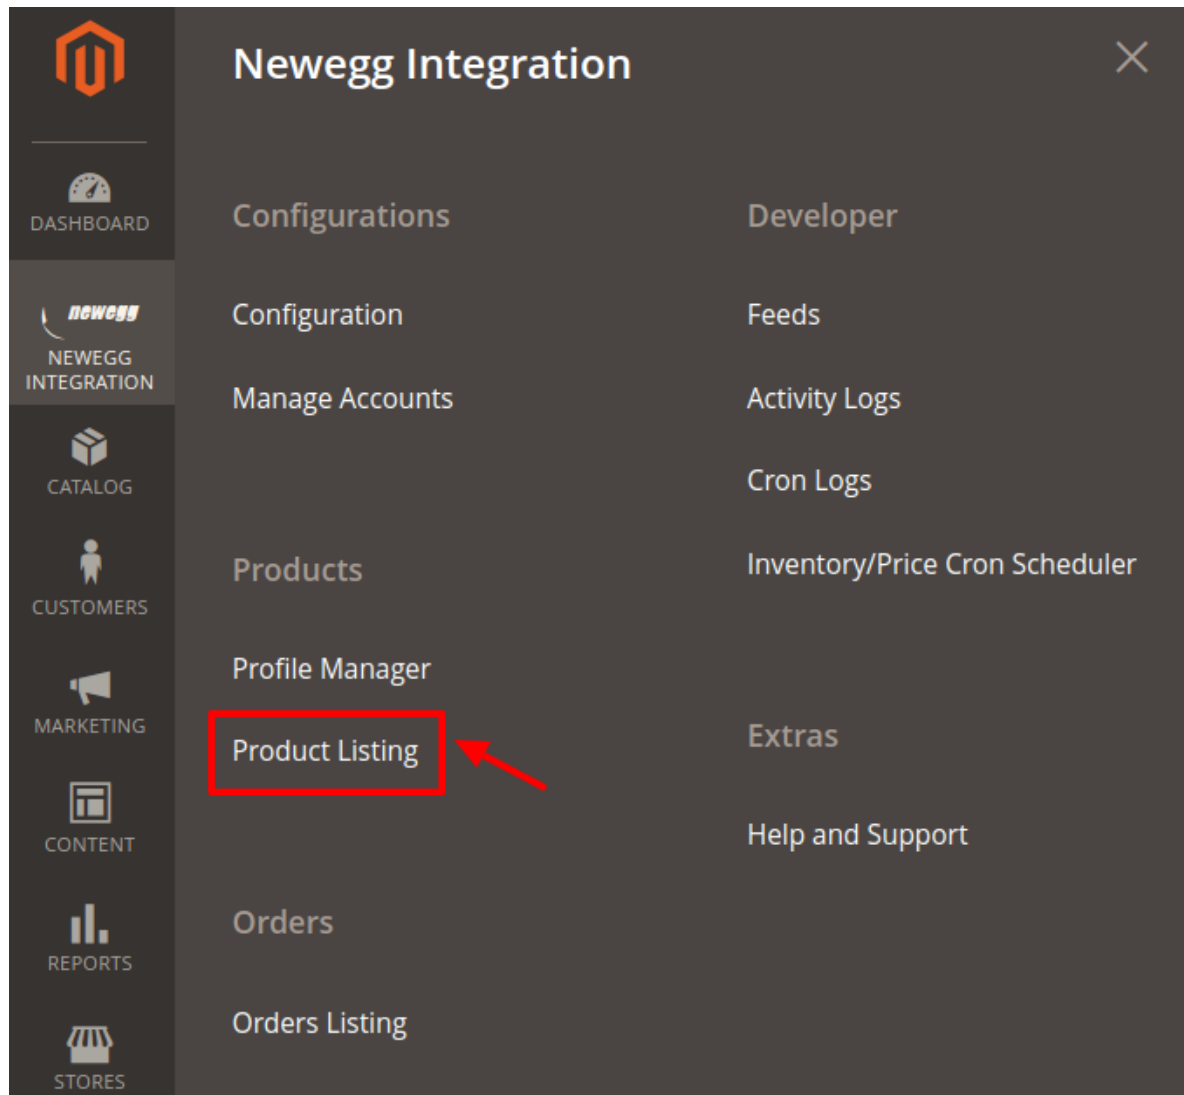 DASHBOARD
newegg
NEWEGG
INTEGRATION
CATALOG
CUSTOMERS
MARKETING
CONTENT
REPORTS
STORES
Newegg Integration
Configurations
Configuration
Manage Accounts
Products
Profile Manager
Product Listing
Orders
Orders Listing
Developer
Feeds
Activity Logs
Cron Logs
Inventory/Price Cron Scheduler
Extras
Help and Support